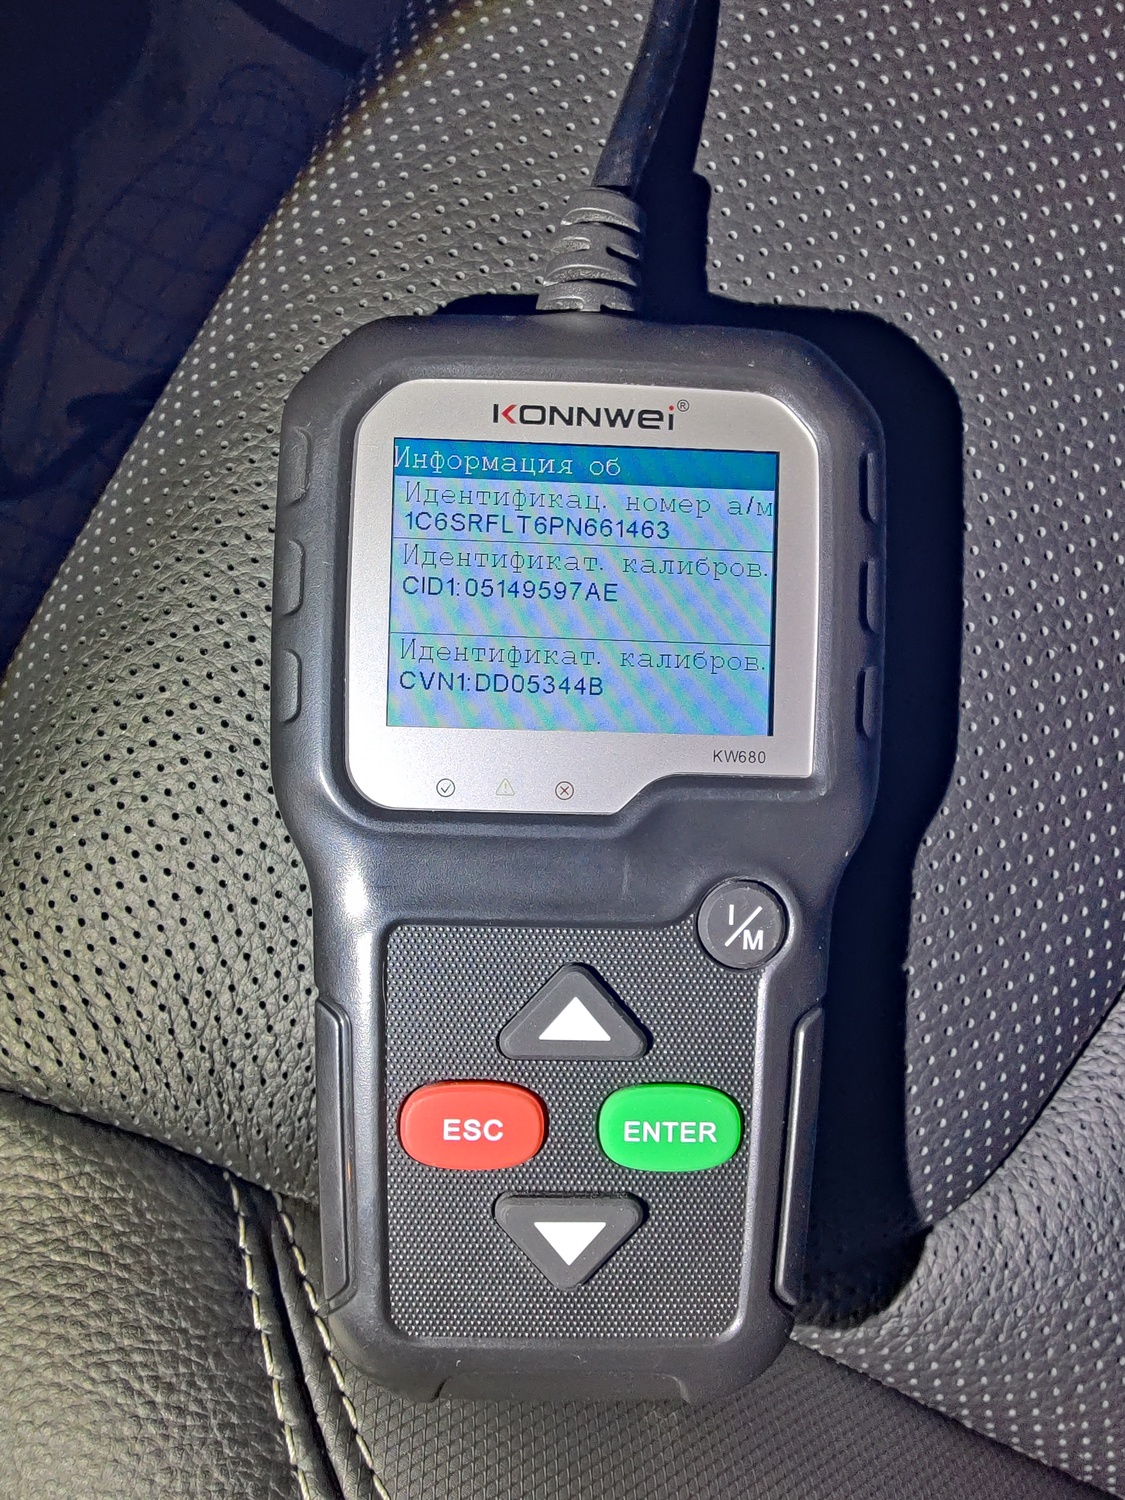 KONNWEI®
Информация об
Идентификац. номер а/м
1C6SRFLT6PN661463
Идентификат. калибров.
CID1:05149597AE
Идентификат. калибров.
CVN1:DD05344B
KW680
I/M
ESC
ENTER